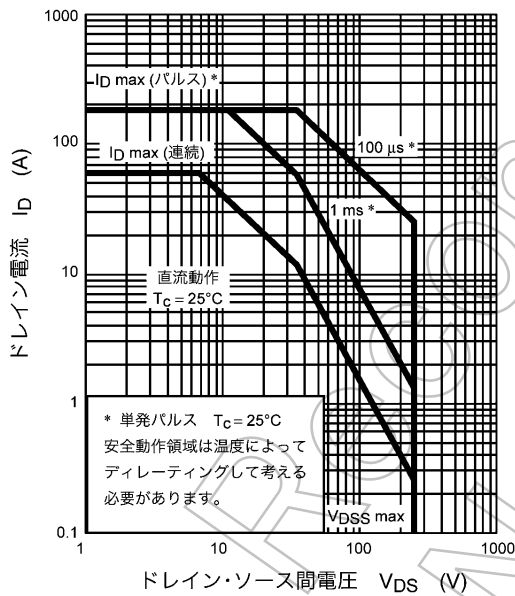 1000
ID max (パルス) *
100
ID max (連続)
100 μs *
1 ms *
ドレイン電流 ID (A)
10
直流動作
Tc = 25°C
1
* 単発パルス Tc = 25°C
安全動作領域は温度によって
ディレーティングして考える
必要があります。
VDSS max
0.1
1
10
100
1000
ドレイン・ソース間電圧 VDS (V)